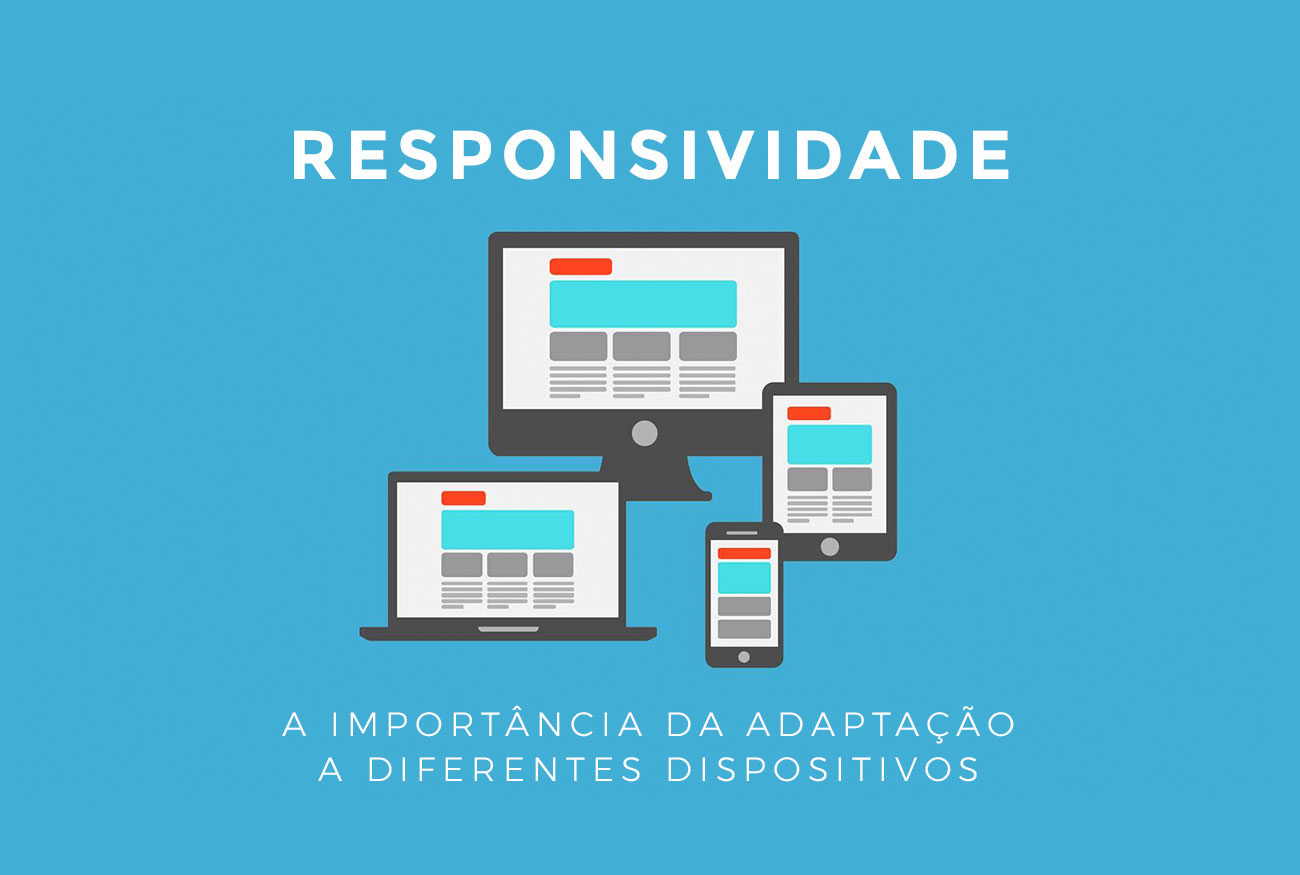 RESPONSIVIDADE
A IMPORTÂNCIA DA ADAPTAÇÃO
A DIFERENTES DISPOSITIVOS